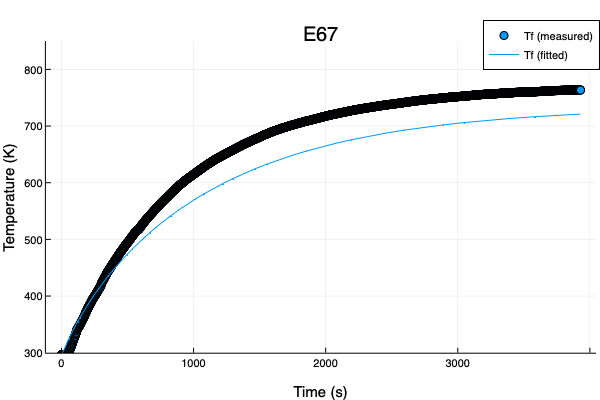 E67
Tf (measured)
Tf (fitted)
Temperature (K)
800
700
600
500
400
300
0
1000
2000
3000
Time (s)